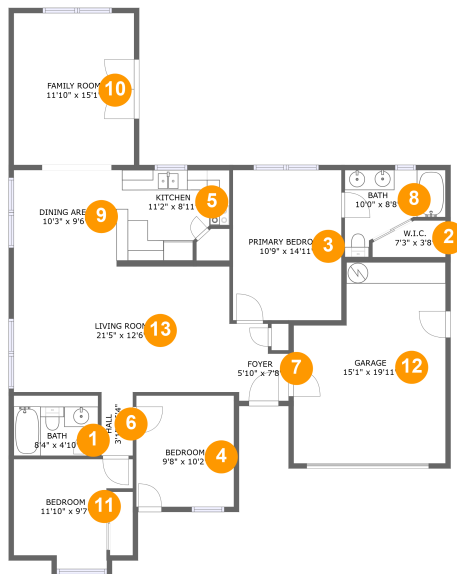 FAMILY ROOM
11'10" x 15'1
10
KITCHEN
11'2" x 8'11"
5
BATH
10'0" x 8'8"
8
DINING AREA
10'3" x 9'6
9
W.I.C.
7'3" x 3'8"
2
PRIMARY BEDRO
10'9" x 14'11"
3
LIVING ROOM
21'5" x 12'6"
13
FOYER
5'10" x 7'8"
7
GARAGE
15'1" x 19'11"
12
HALL
6
BATH
8'4" x 4'10"
1
BEDROOM
9'8" x 10'2"
4
BEDROOM
11'10" x 9'7"
11